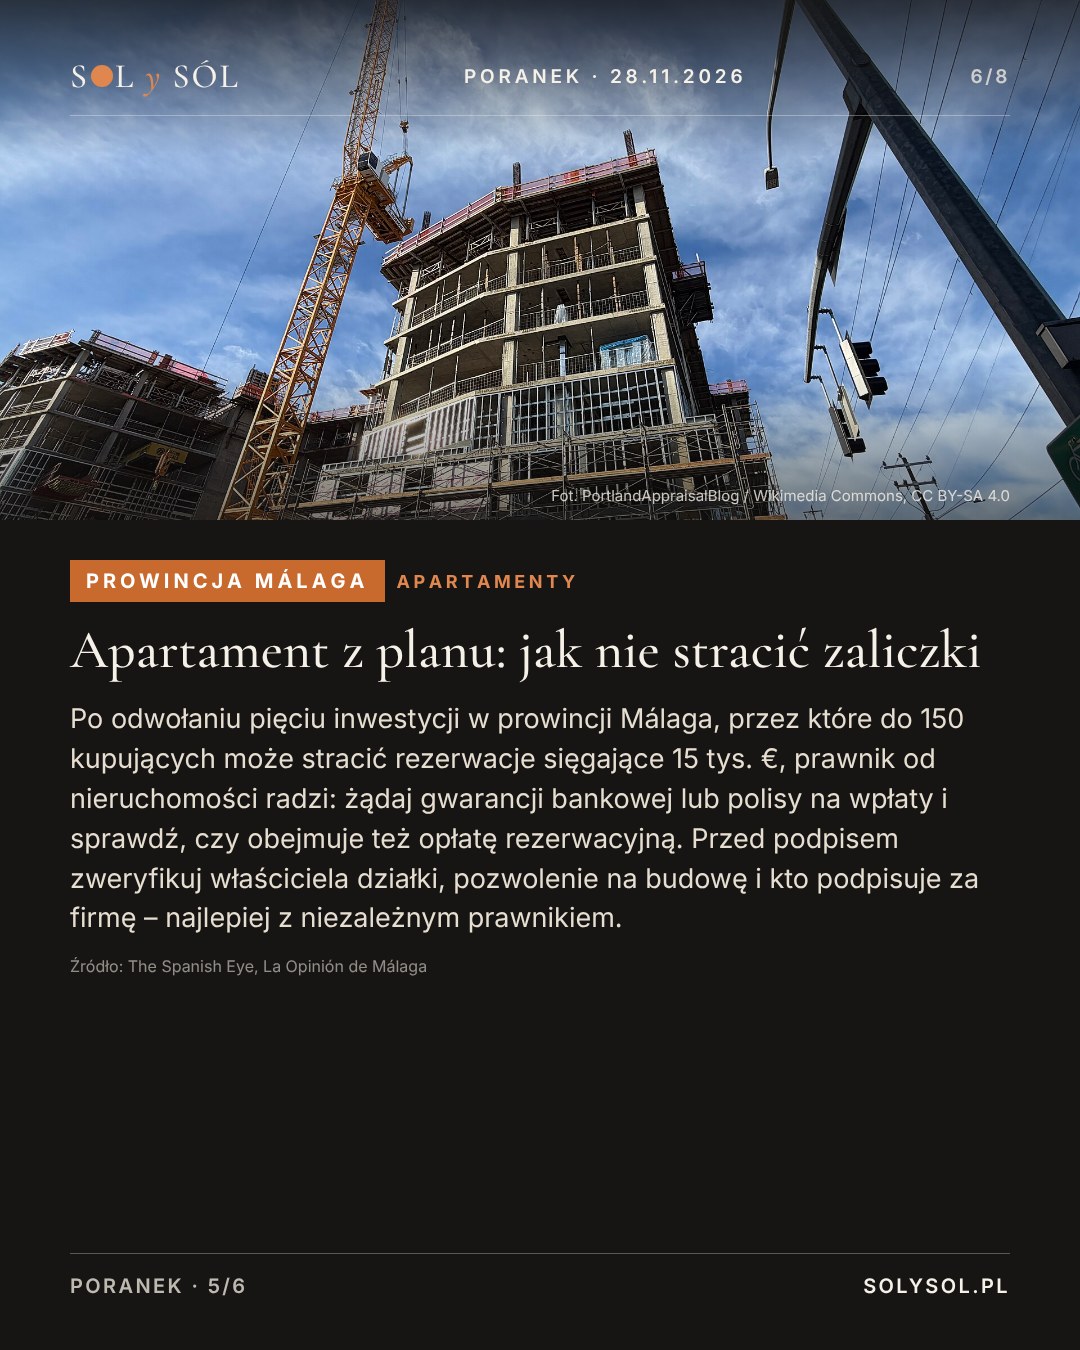 SOL y SÓL
PORANEK · 28.11.2026
6/8
Fot. PortlandAppraisalBlog / Wikimedia Commons, CC BY-SA 4.0
PROWINCJA MÁLAGA
APARTAMENTY
Apartament z planu: jak nie stracić zaliczki
Po odwołaniu pięciu inwestycji w prowincji Málaga, przez które do 150
kupujących może stracić rezerwacje sięgające 15 tys. €, prawnik od
nieruchomości radzi: żądaj gwarancji bankowej lub polisy na wpłaty i
sprawdź, czy obejmuje też opłatę rezerwacyjną. Przed podpisem
zweryfikuj właściciela działki, pozwolenie na budowę i kto podpisuje za
firmę – najlepiej z niezależnym prawnikiem.
Źródło: The Spanish Eye, La Opinión de Málaga
PORANEK · 5/6
SOLYSOL.PL